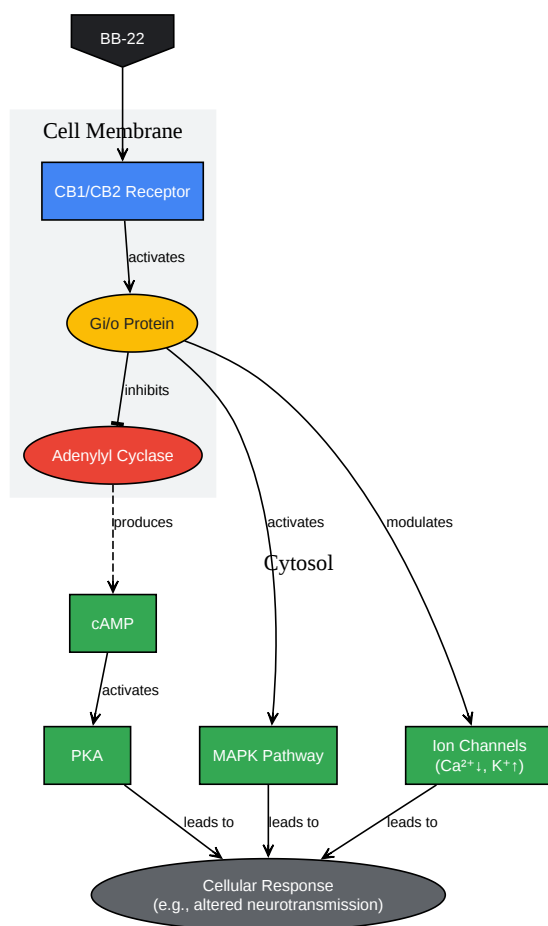 BB-22
Cell Membrane
CB1/CB2 Receptor
activates
Gi/o Protein
inhibits
Adenylyl Cyclase
produces
activates
modulates
Cytosol
cAMP
activates
PKA
MAPK Pathway
Ion Channels
(Ca²⁺↓, K⁺↑)
leads to
leads to
leads to
Cellular Response
(e.g., altered neurotransmission)